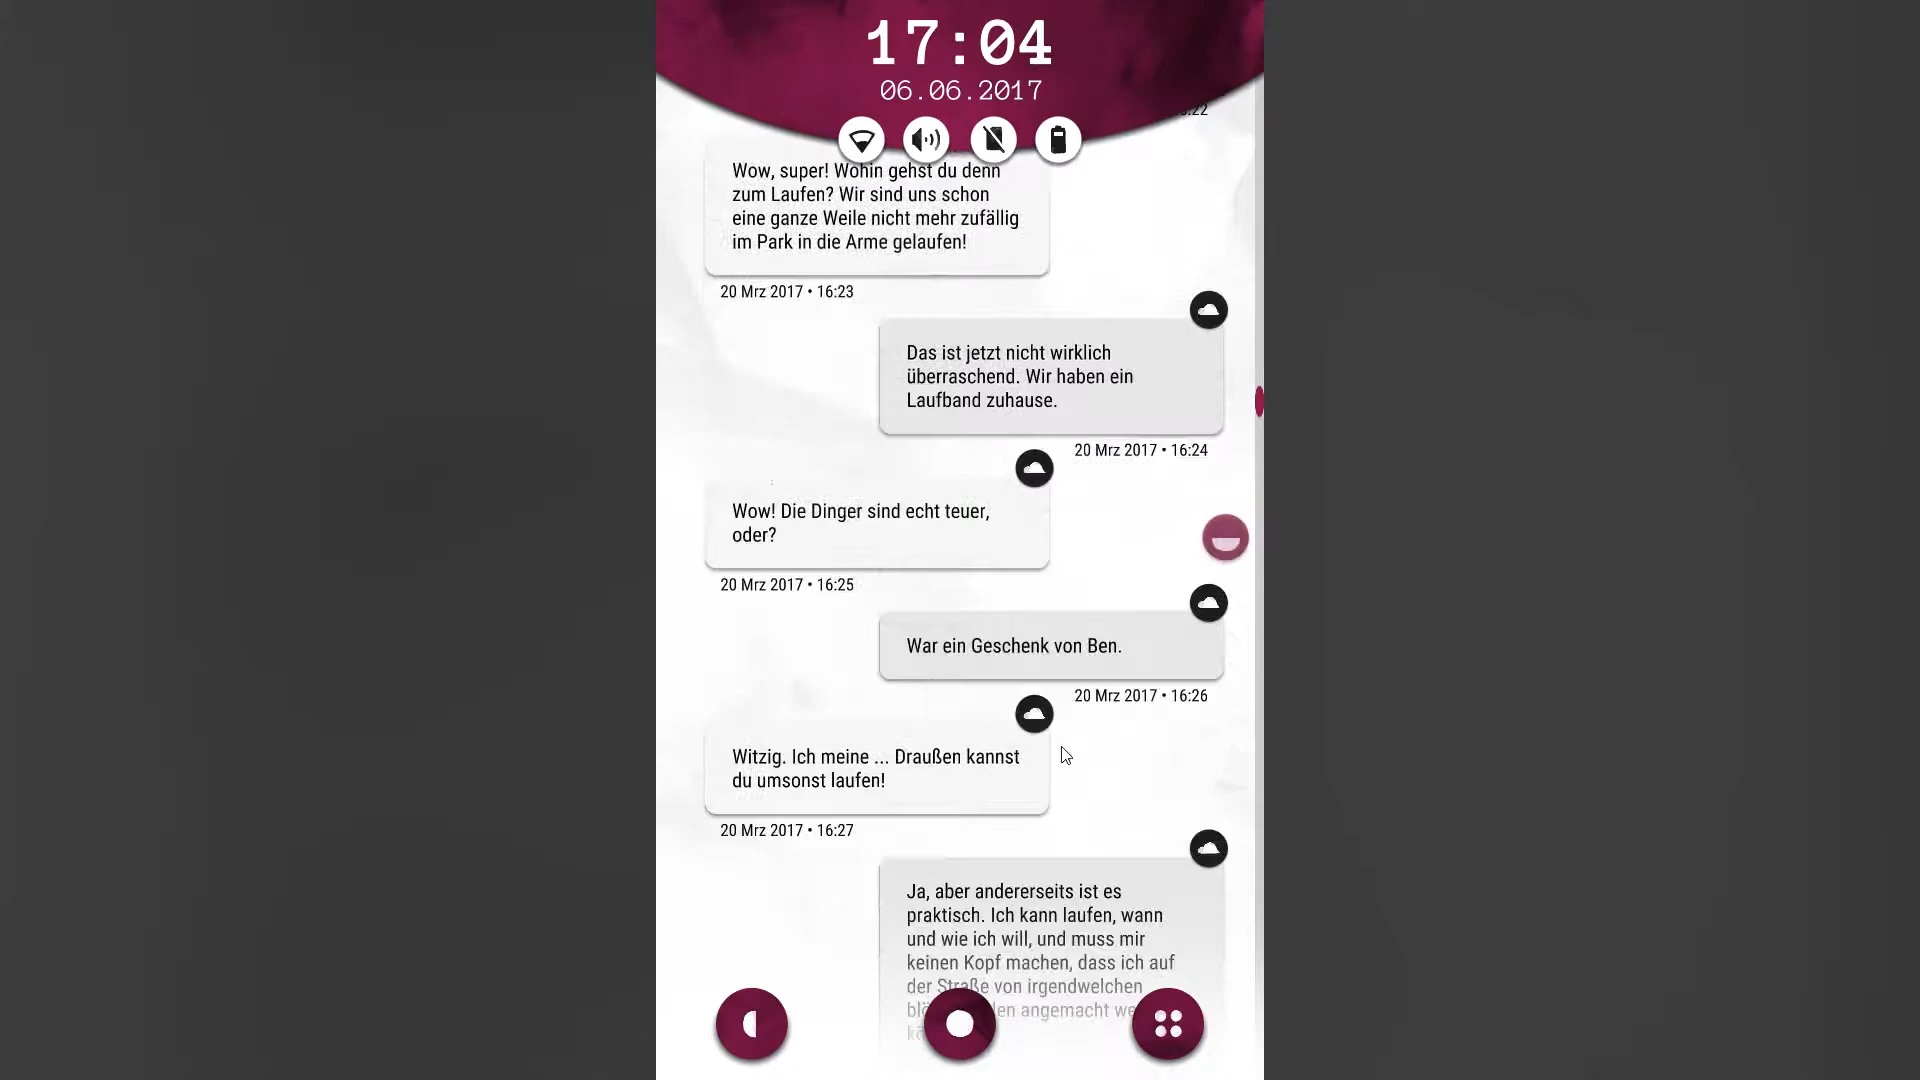 17:04
06.06.2017
Wow, super! Wohin gehst du denn
zum Laufen? Wir sind uns schon
eine ganze Weile nicht mehr zufällig
im Park in die Arme gelaufen!
20 Mrz 2017 • 16:23
Das ist jetzt nicht wirklich
überraschend. Wir haben ein
Laufband zuhause.
20 Mrz 2017 • 16:24
Wow! Die Dinger sind echt teuer,
oder?
20 Mrz 2017 • 16:25
War ein Geschenk von Ben.
20 Mrz 2017 • 16:26
Witzig. Ich meine ... Draußen kannst
du umsonst laufen!
20 Mrz 2017 • 16:27
Ja, aber andererseits ist es
praktisch. Ich kann laufen, wann
und wie ich will, und muss mir
keinen Kopf machen, dass ich auf
der Straße von irgendwelchen
angemacht